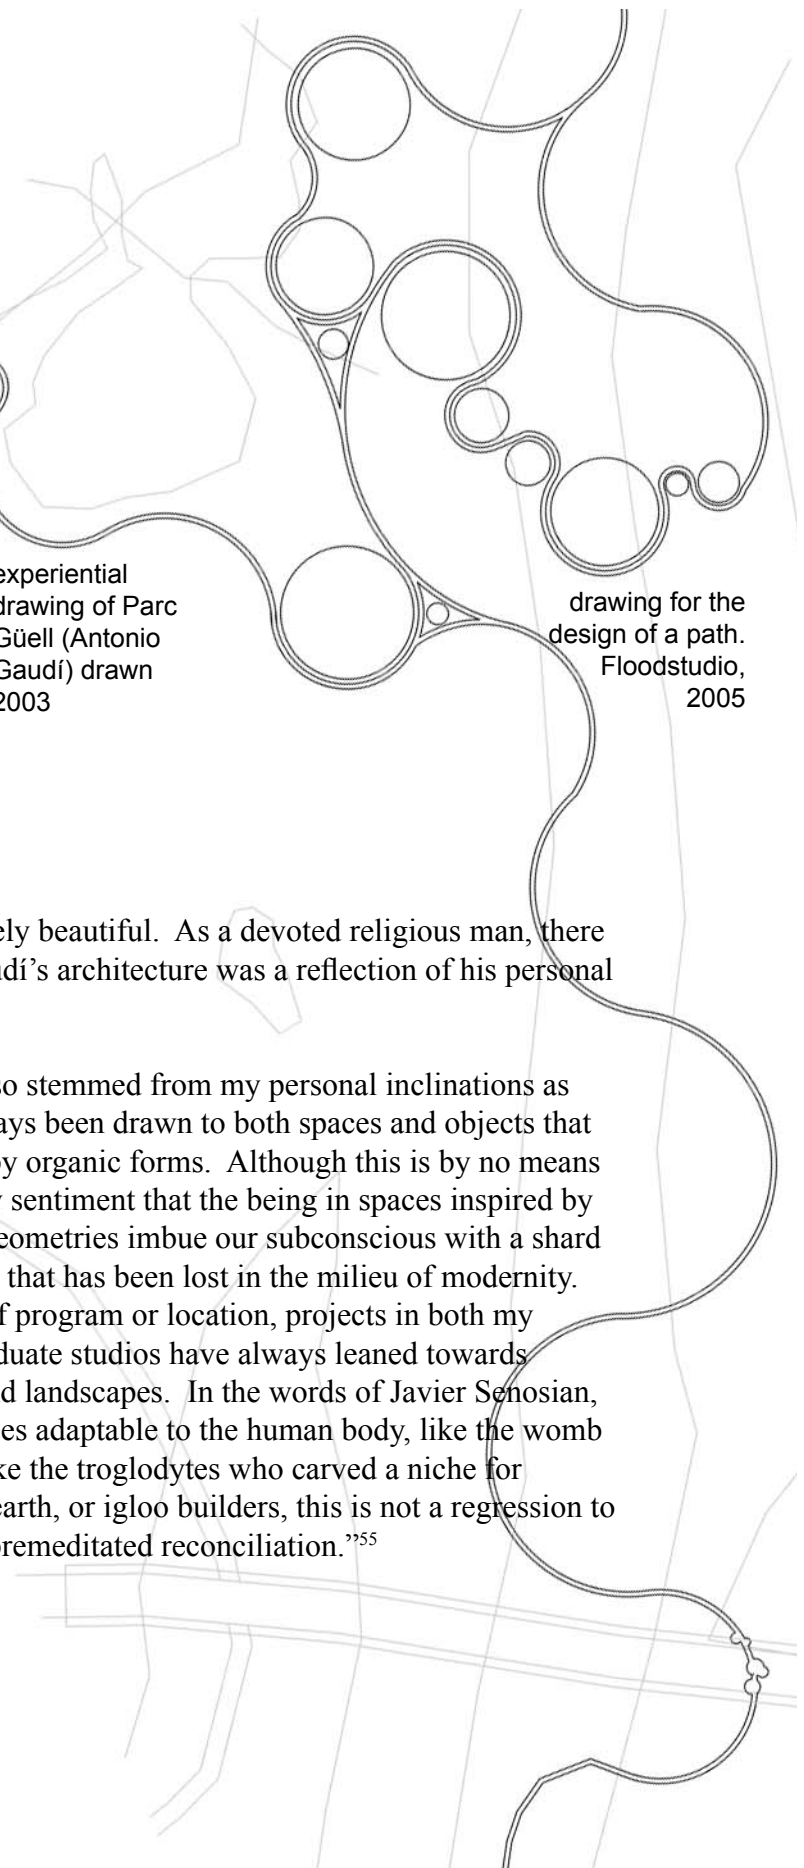 experiential
drawing of Parc
Güell (Antonio
Gaudí) drawn
2003
drawing for the
design of a path.
Floodstudio,
2005
ely beautiful.  As a devoted religious man, there
udí’s architecture was a reflection of his personal
so stemmed from my personal inclinations as
ays been drawn to both spaces and objects that
by organic forms.  Although this is by no means
y sentiment that the being in spaces inspired by
eometries imbue our subconscious with a shard
that has been lost in the milieu of modernity.
f program or location, projects in both my
duate studios have always leaned towards
d landscapes.  In the words of Javier Senosian,
es adaptable to the human body, like the womb
ke the troglodytes who carved a niche for
earth, or igloo builders, this is not a regression to
premeditated reconciliation.”55